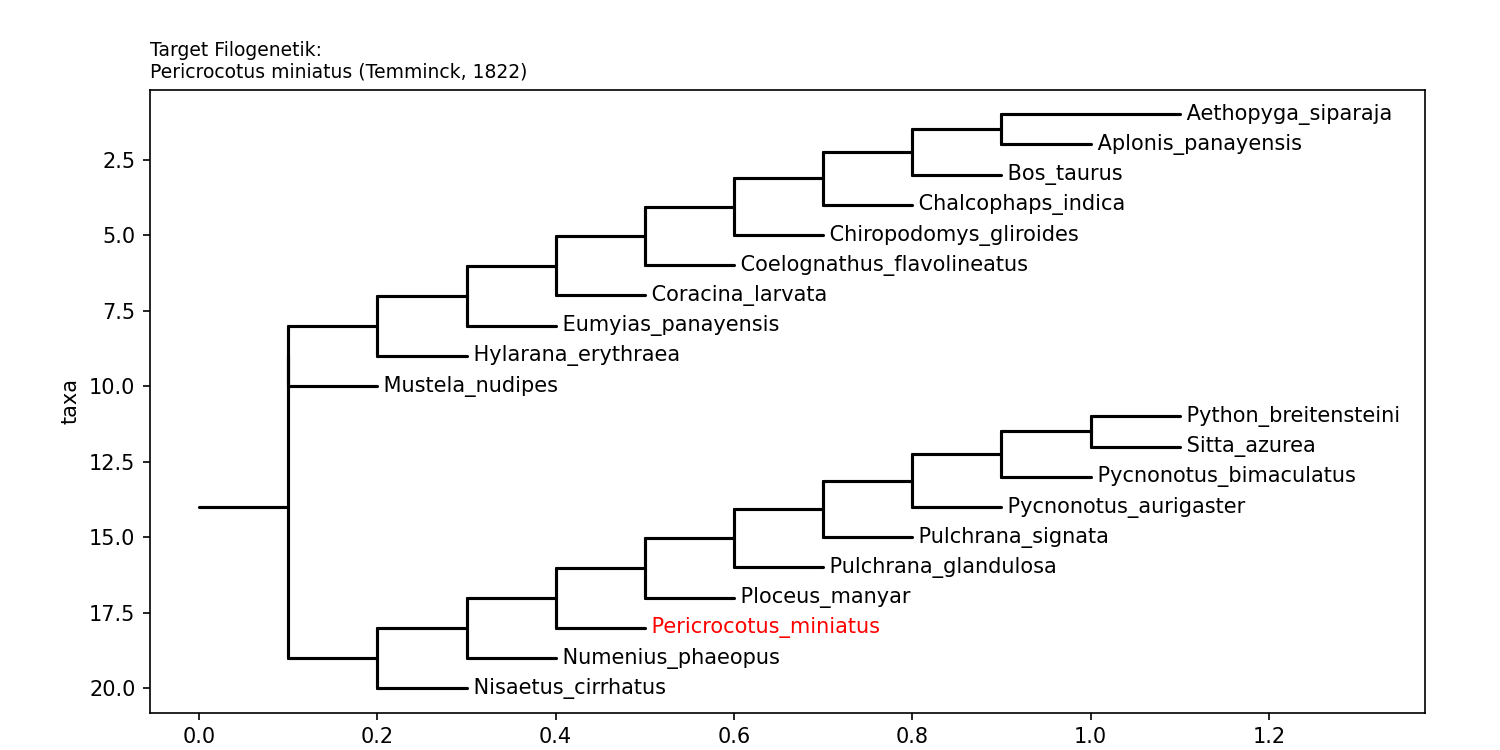 Target Filogenetik:
Pericrocotus miniatus (Temminck, 1822)
Aethopyga_siparaja
Aplonis_panayensis
2.5
Bos_taurus
Chalcophaps_indica
5.0
Chiropodomys_gliroides
Coelognathus_flavolineatus
Coracina_larvata
7.5
Eumyias_panayensis
Hylarana_erythraea
10.0
Mustela_nudipes
taxa
Python_breitensteini
Sitta_azurea
12.5
Pycnonotus_bimaculatus
Pycnonotus_aurigaster
15.0
Pulchrana_signata
Pulchrana_glandulosa
Ploceus_manyar
17.5
Pericrocotus_miniatus
Numenius_phaeopus
20.0
Nisaetus_cirrhatus
0.0 0.2 0.4 0.6 0.8 1.0 1.2